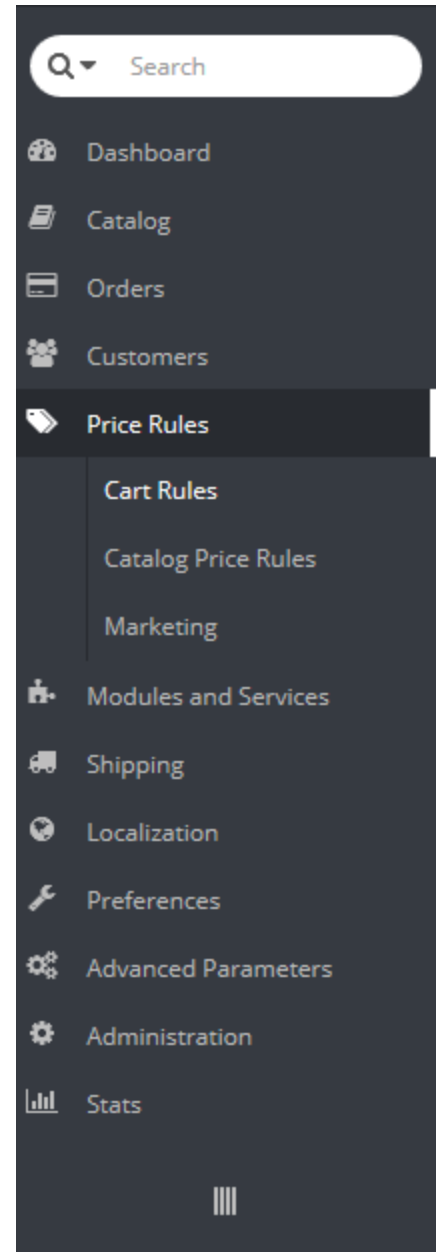 Search
Dashboard
Catalog
Orders
Customers
Price Rules
Cart Rules
Catalog Price Rules
Marketing
Modules and Services
Shipping
Localization
Preferences
Advanced Parameters
Administration
Stats